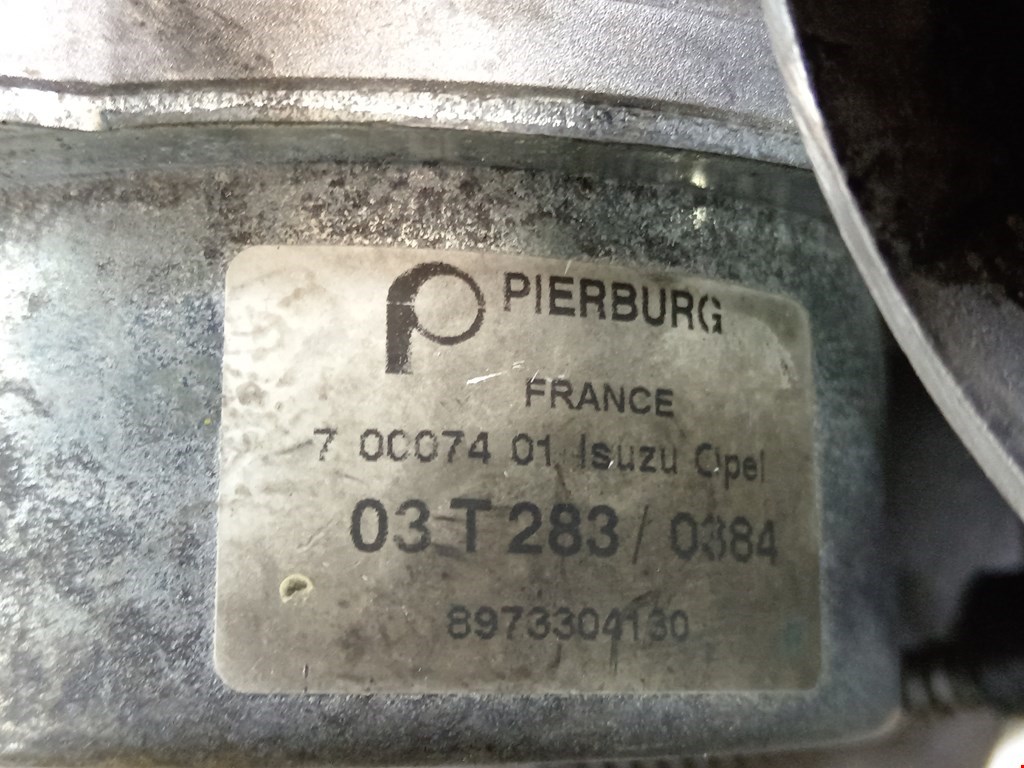 PIERBURG
FRANCE
7 00074 01 Isuzu Opel
03 T 283 / 0384
8973304130